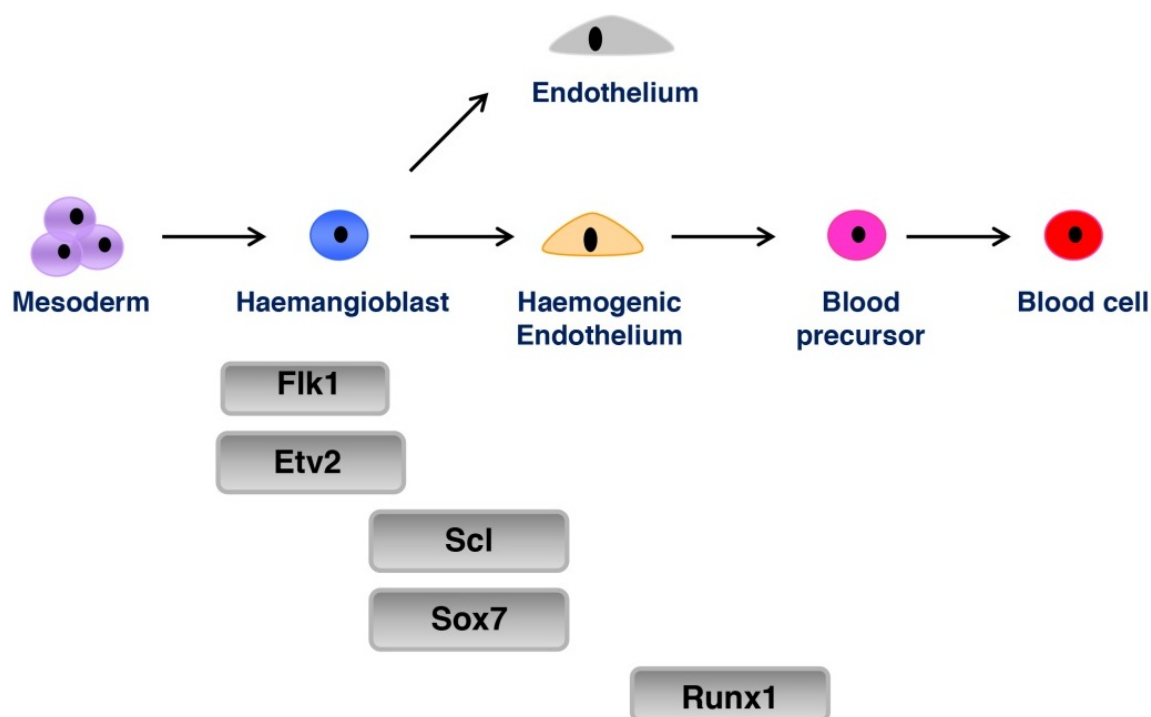 Endothelium
Mesoderm
Haemangioblast
Haemogenic
Endothelium
Blood
precursor
Blood cell
Flk1
Etv2
Scl
Sox7
Runx1